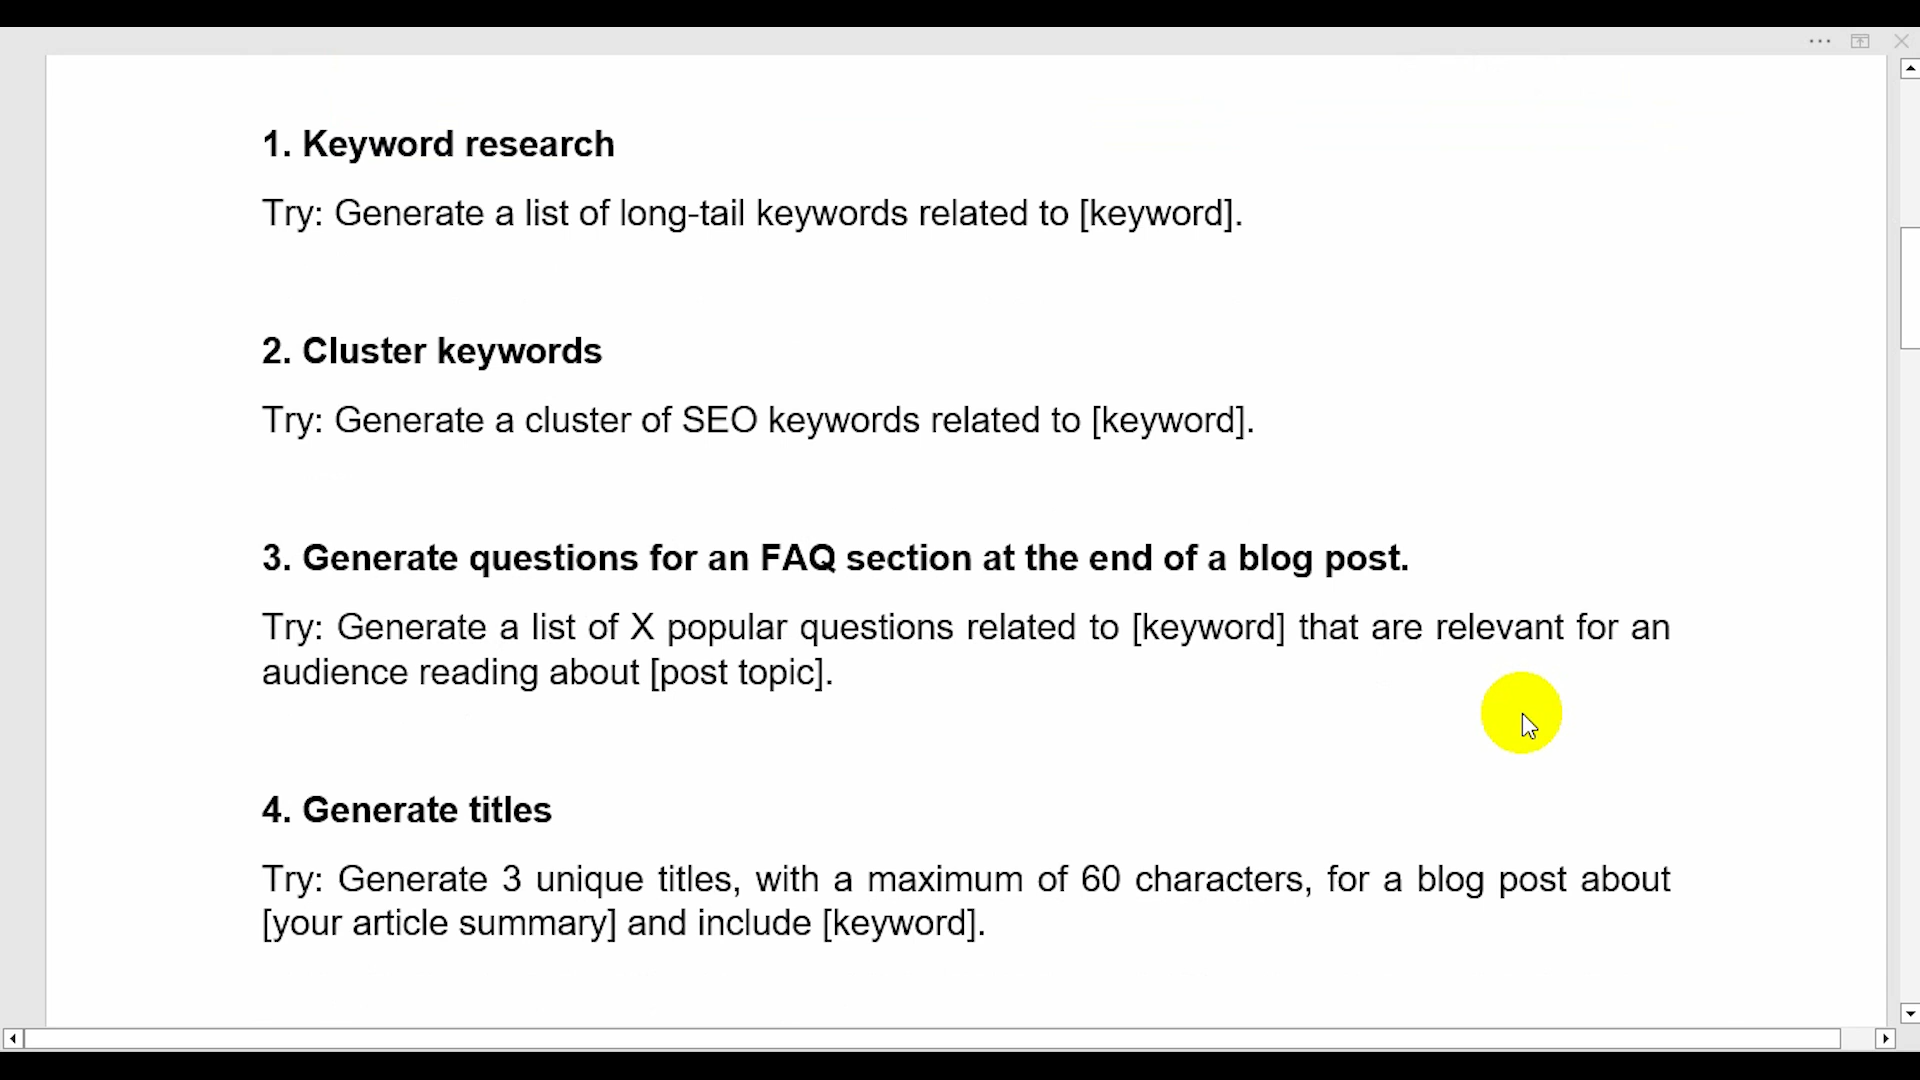 1. Keyword research
Try: Generate a list of long-tail keywords related to [keyword].
2. Cluster keywords
Try: Generate a cluster of SEO keywords related to [keyword].
3. Generate questions for an FAQ section at the end of a blog post.
Try: Generate a list of X popular questions related to [keyword] that are relevant for an
audience reading about [post topic].
4. Generate titles
Try: Generate 3 unique titles, with a maximum of 60 characters, for a blog post about
[your article summary] and include [keyword].